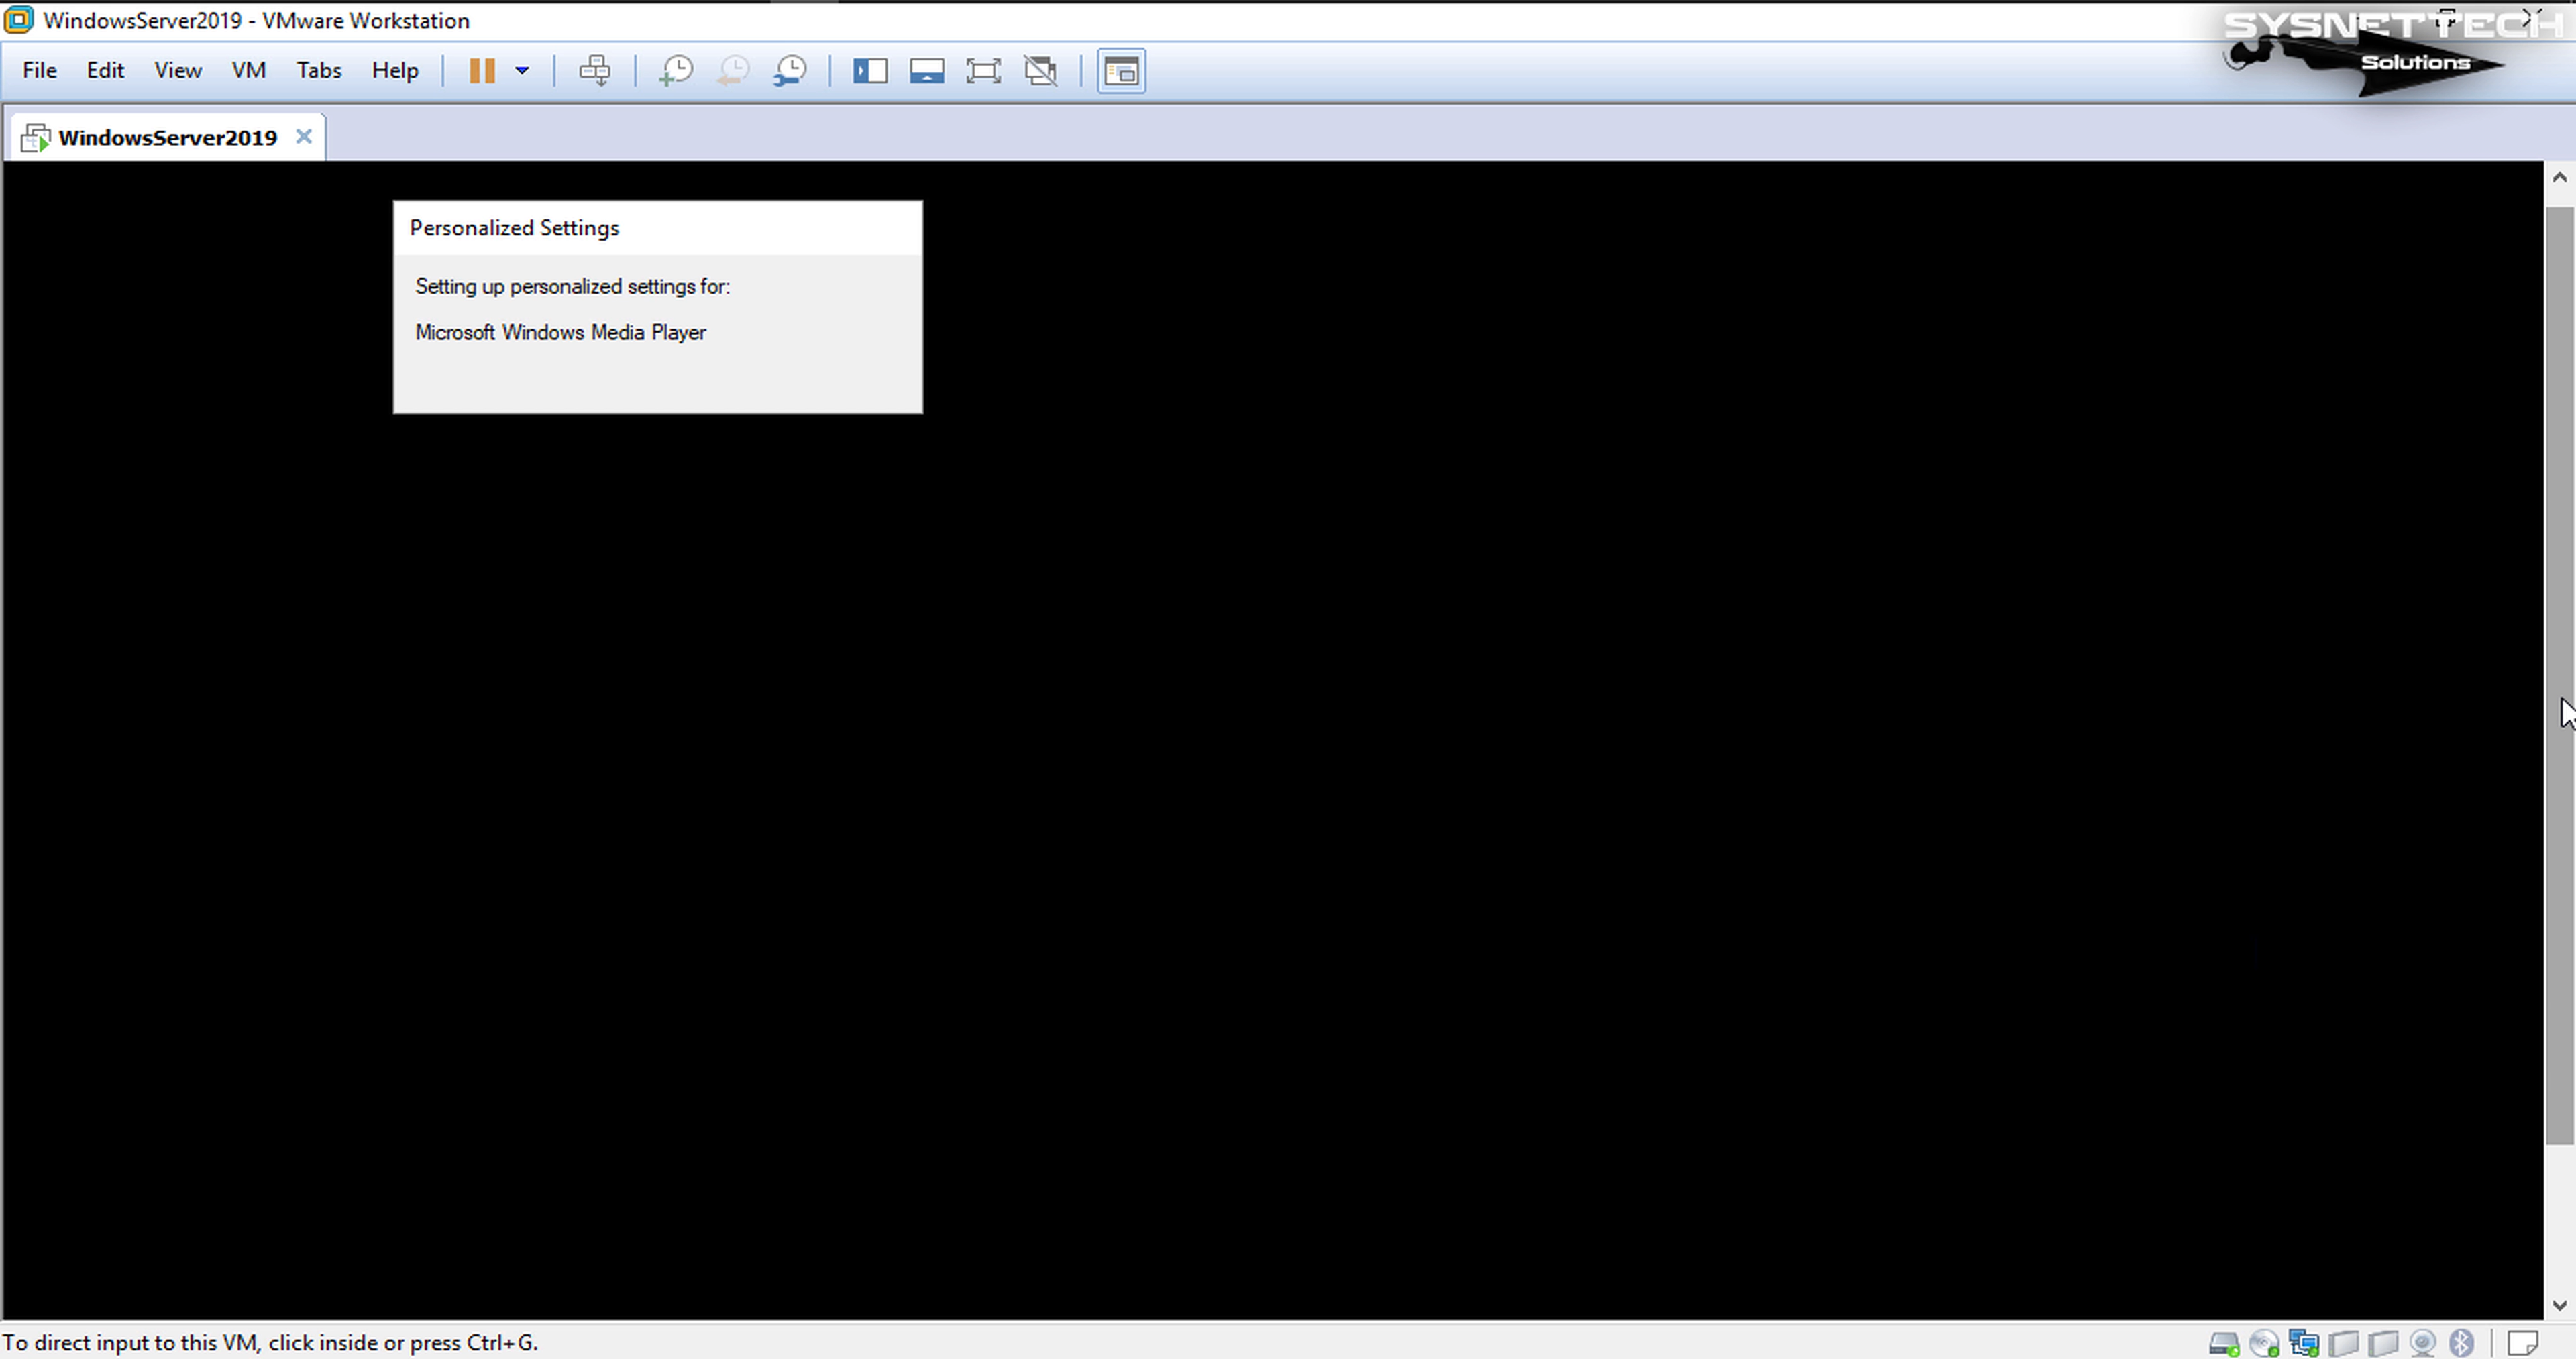 WindowsServer2019 - VMware Workstation
SYSNETTECH
Solutions
File Edit View VM Tabs Help
WindowsServer2019
Personalized Settings
Setting up personalized settings for:
Microsoft Windows Media Player
To direct input to this VM, click inside or press Ctrl+G.